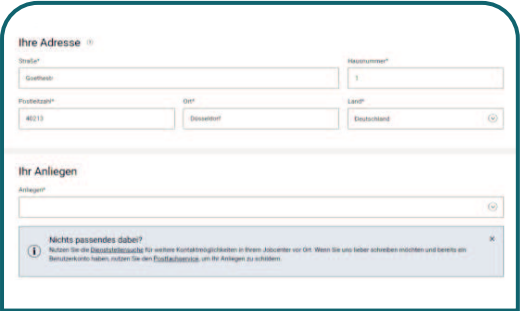 Ihre Adresse
Straße* Hausnummer*
Goethestr. 1
Postleitzahl* Ort* Land*
40213 Düsseldorf Deutschland
Ihr Anliegen
Anliegen*
Nichts passendes dabei?
Nutzen Sie die Dienststellensuche für weitere Kontaktmöglichkeiten in Ihrem Jobcenter vor Ort. Wenn Sie uns lieber schreiben möchten und bereits ein
Benutzerkonto haben, nutzen Sie den Postfachservice, um Ihr Anliegen zu schildern.